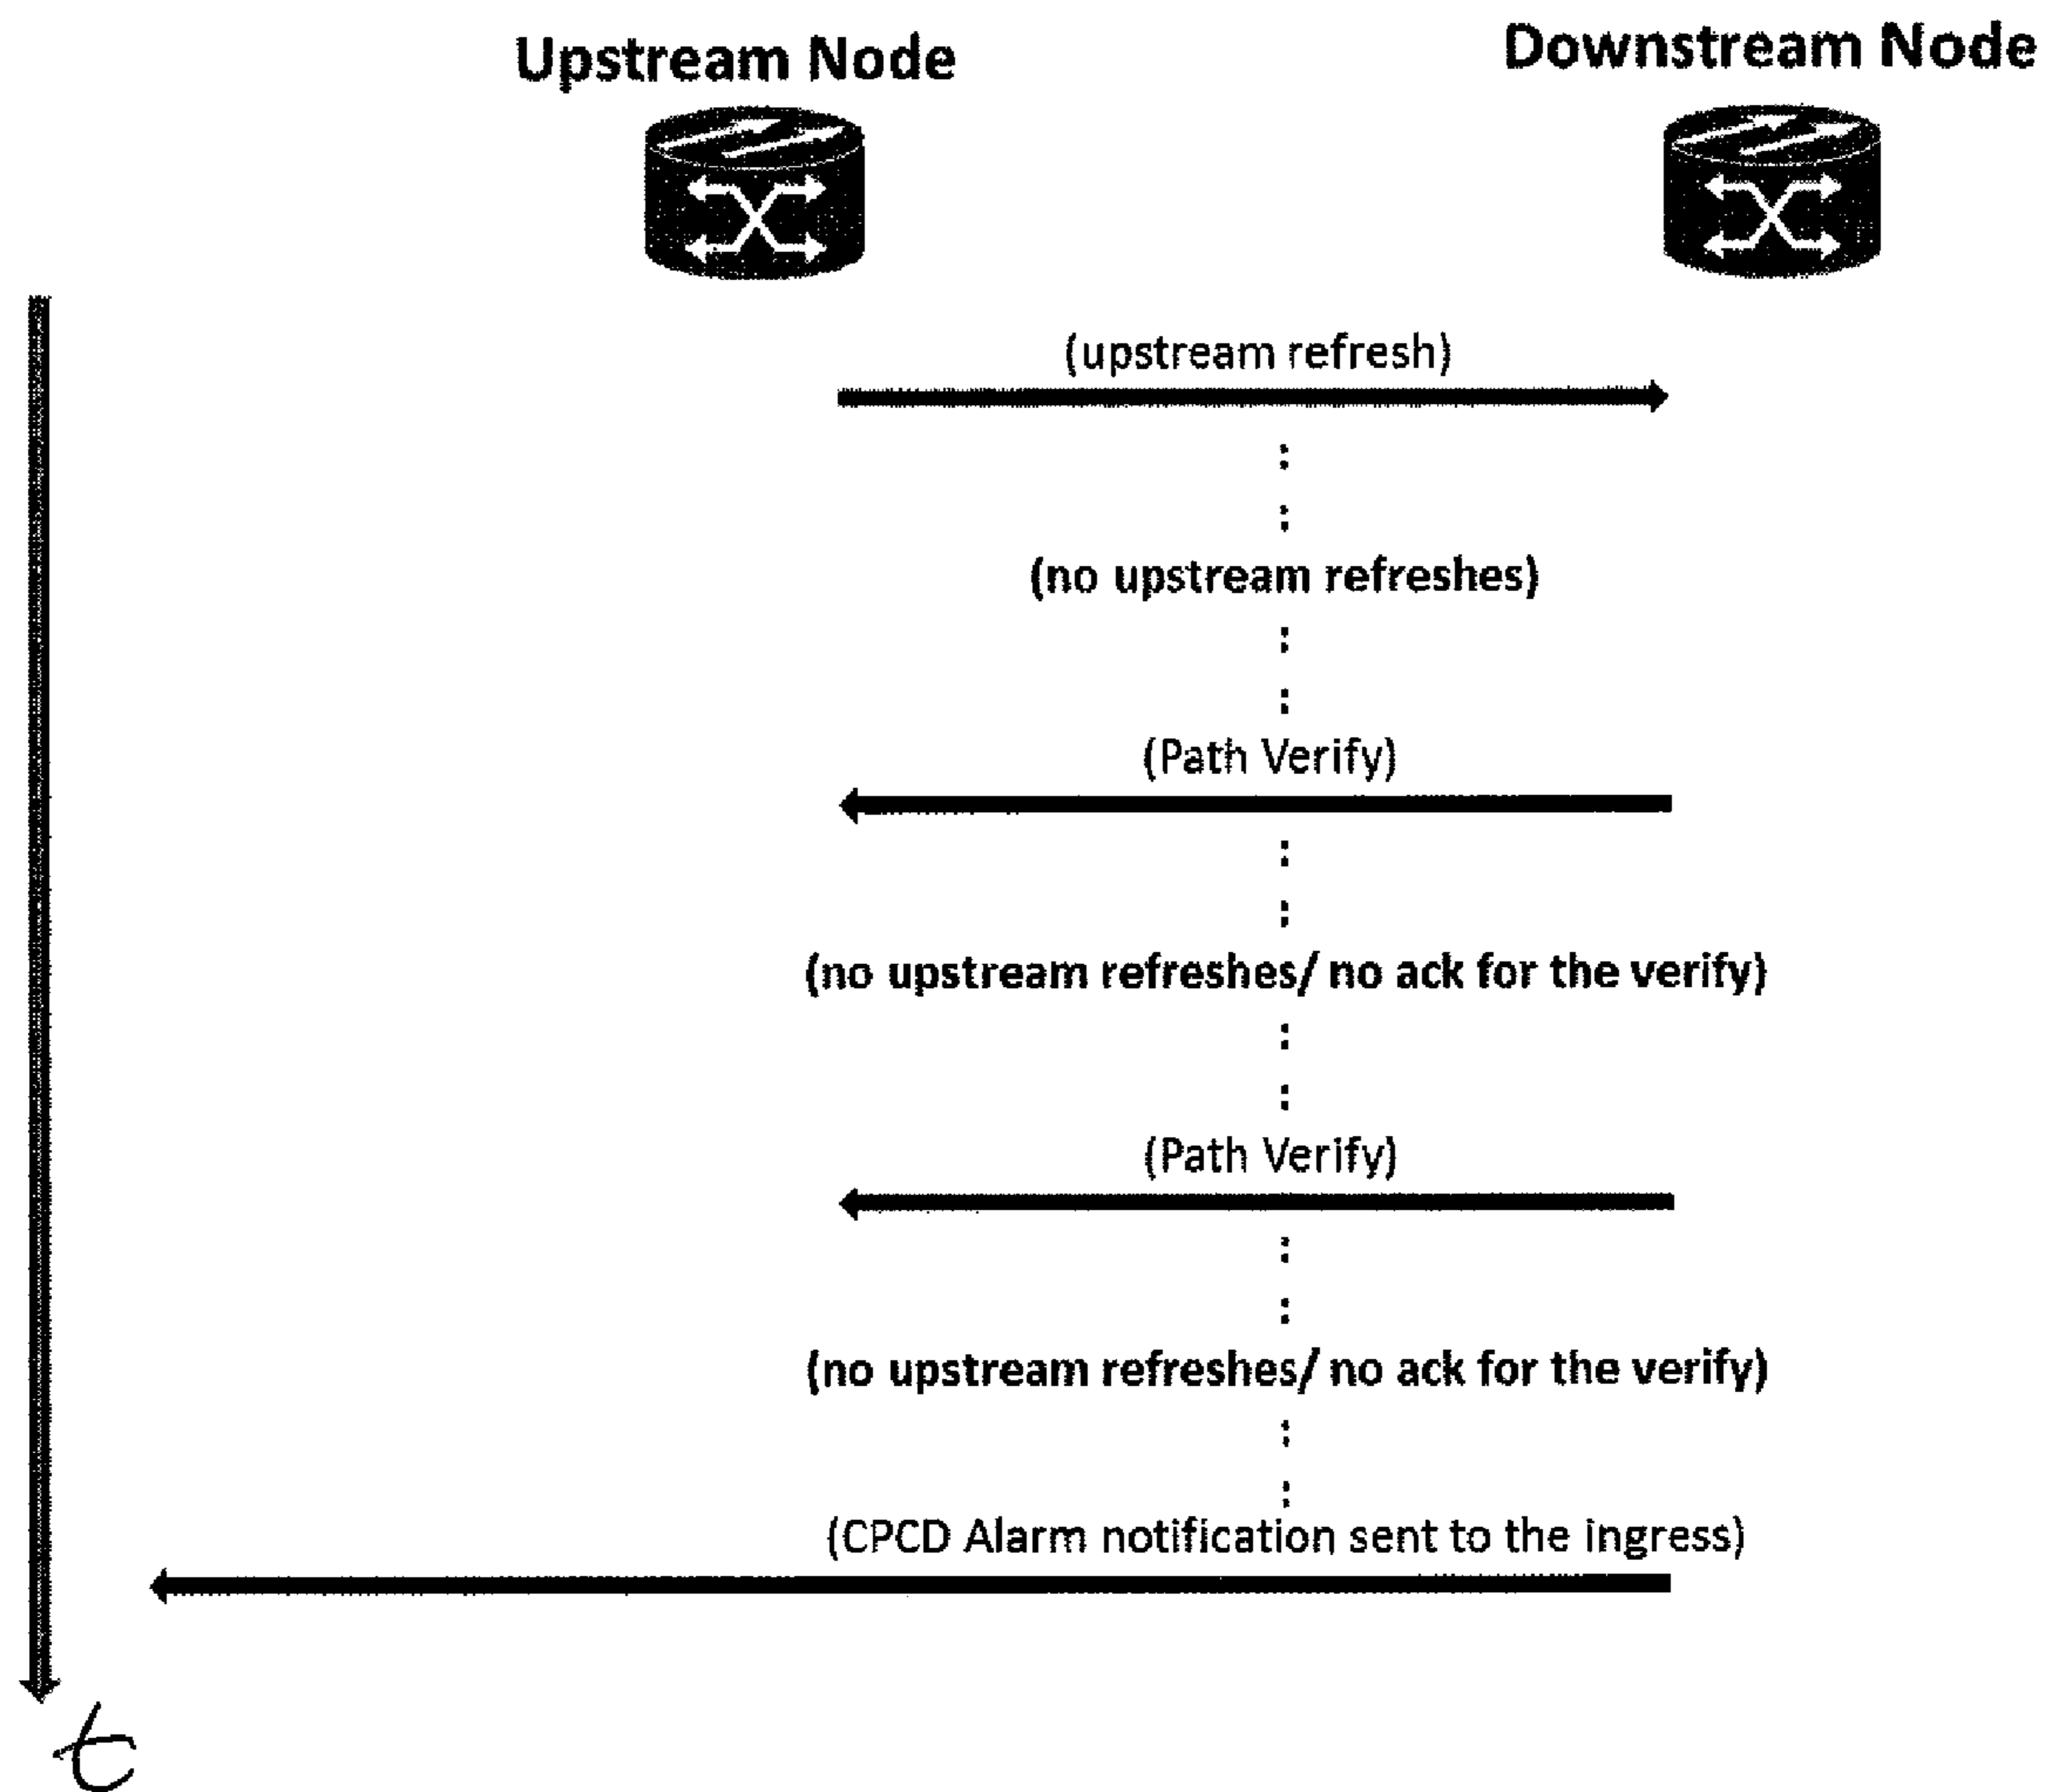 Upstream Node
Downstream Node
(upstream refresh)
(no upstream refreshes)
(Path Verify)
(no upstream refreshes/ no ack for the verify)
(Path Verify)
(no upstream refreshes/ no ack for the verify)
(CPCD Alarm notification sent to the ingress)
t